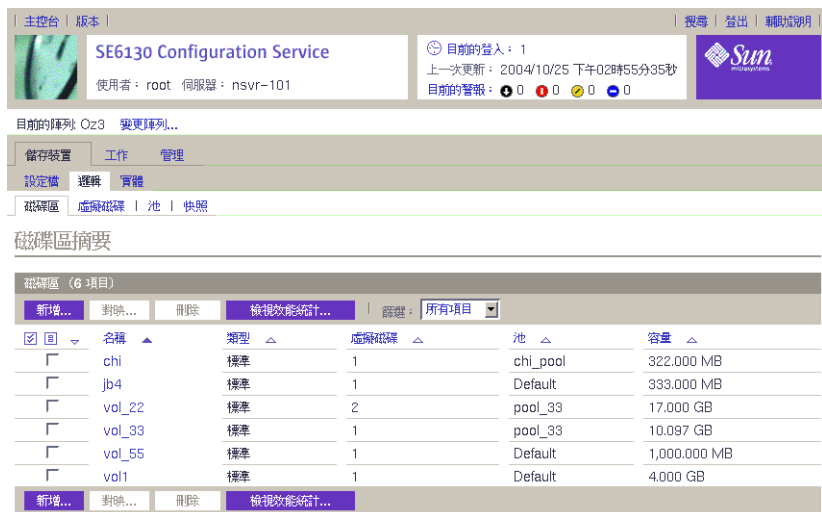 主控台 | 版本 |
| 搜尋 | 登出 | 輔助說明 |
SE6130 Configuration Service
使用者: root 伺服器: nsvr-101
目前的登入: 1
上一次更新: 2004/10/25 下午02時55分35秒
目前的警報: 0 0 0 0
Sun
microsystems
目前的陣列: Oz3 變更陣列...
儲存裝置 工作 管理
設定檔 邏輯 實體
磁碟區 | 虛擬磁碟 | 池 | 快照
磁碟區摘要
磁碟區 (6 項目)
新增... 對映... 刪除 檢視效能統計... | 篩選: 所有項目
名稱 類型 虛擬磁碟 池 容量
chi 標準 1 chi_pool 322.000 MB
jb4 標準 1 Default 333.000 MB
vol_22 標準 2 pool_33 17.000 GB
vol_33 標準 1 pool_33 10.097 GB
vol_55 標準 1 Default 1,000.000 MB
vol1 標準 1 Default 4.000 GB
新增... 對映... 刪除 檢視效能統計...